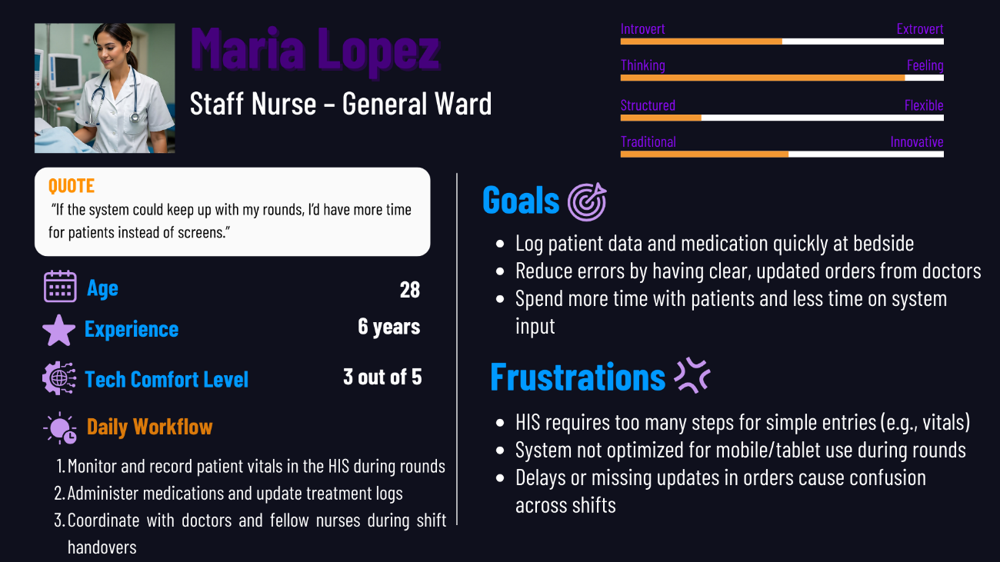 Maria Lopez
Staff Nurse – General Ward
Introvert Extrovert
Thinking Feeling
Structured Flexible
Traditional Innovative
QUOTE
"If the system could keep up with my rounds, I'd have more time
for patients instead of screens."
Age 28
Experience 6 years
Tech Comfort Level 3 out of 5
Daily Workflow
1. Monitor and record patient vitals in the HIS during rounds
2. Administer medications and update treatment logs
3. Coordinate with doctors and fellow nurses during shift
handovers
Goals
• Log patient data and medication quickly at bedside
• Reduce errors by having clear, updated orders from doctors
• Spend more time with patients and less time on system
input
Frustrations
• HIS requires too many steps for simple entries (e.g., vitals)
• System not optimized for mobile/tablet use during rounds
• Delays or missing updates in orders cause confusion
across shifts